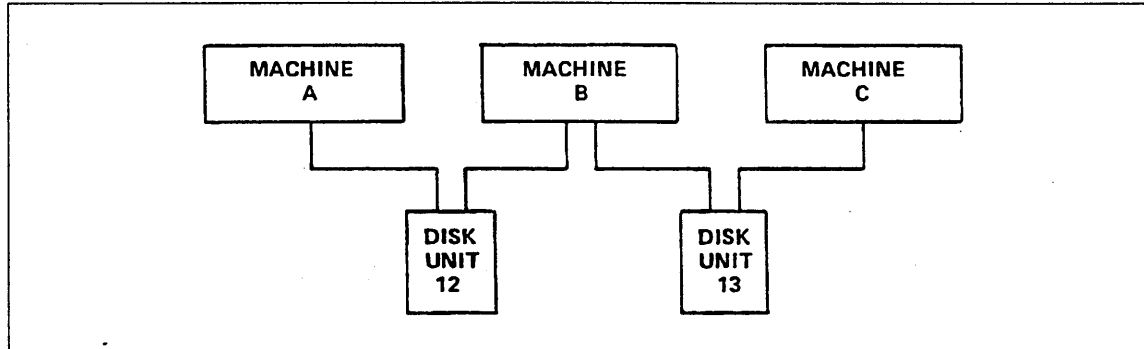 MACHINE
A
MACHINE
B
MACHINE
C
DISK
UNIT
12
DISK
UNIT
13